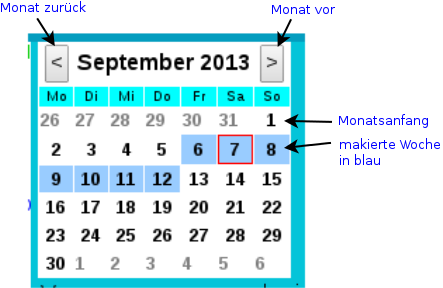 Monat zurück
Monat vor
< September 2013 >
Mo Di Mi Do Fr Sa So
26 27 28 29 30 31 1
Monatsanfang
2 3 4 5 6 7 8
makierte Woche
in blau
9 10 11 12 13 14 15
16 17 18 19 20 21 22
23 24 25 26 27 28 29
30 1 2 3 4 5 6